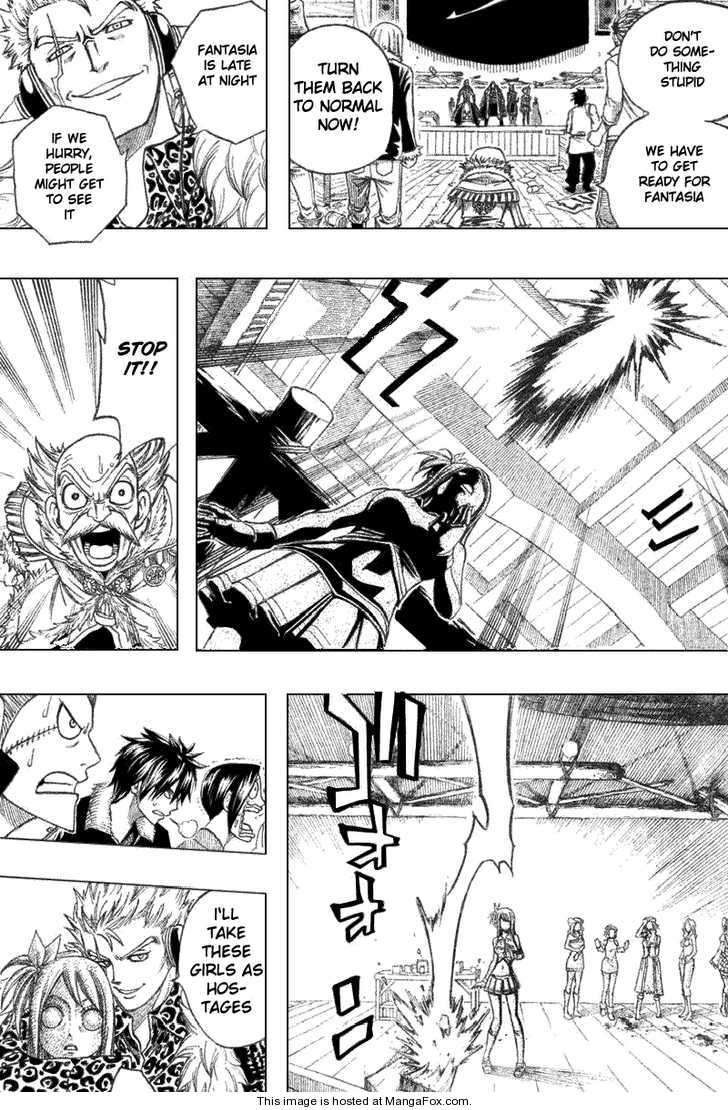 DON'T
DO SOME-
THING
STUPID
WE HAVE
TO GET
READY FOR
FANTASIA
TURN
THEM BACK
TO NORMAL
NOW!
FANTASIA
IS LATE
AT NIGHT
IF WE
HURRY,
PEOPLE
MIGHT GET
TO SEE
IT
STOP
IT!!
I'LL
TAKE
THESE
GIRLS AS
HOS-
TAGES
This image is hosted at MangaFox.com.